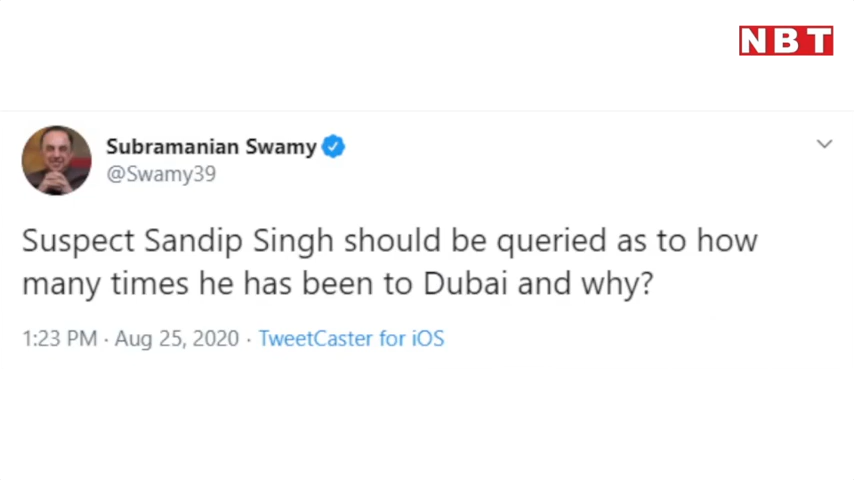 NBT
Subramanian Swamy
@Swamy39
Suspect Sandip Singh should be queried as to how
many times he has been to Dubai and why?
1:23 PM · Aug 25, 2020 · TweetCaster for iOS